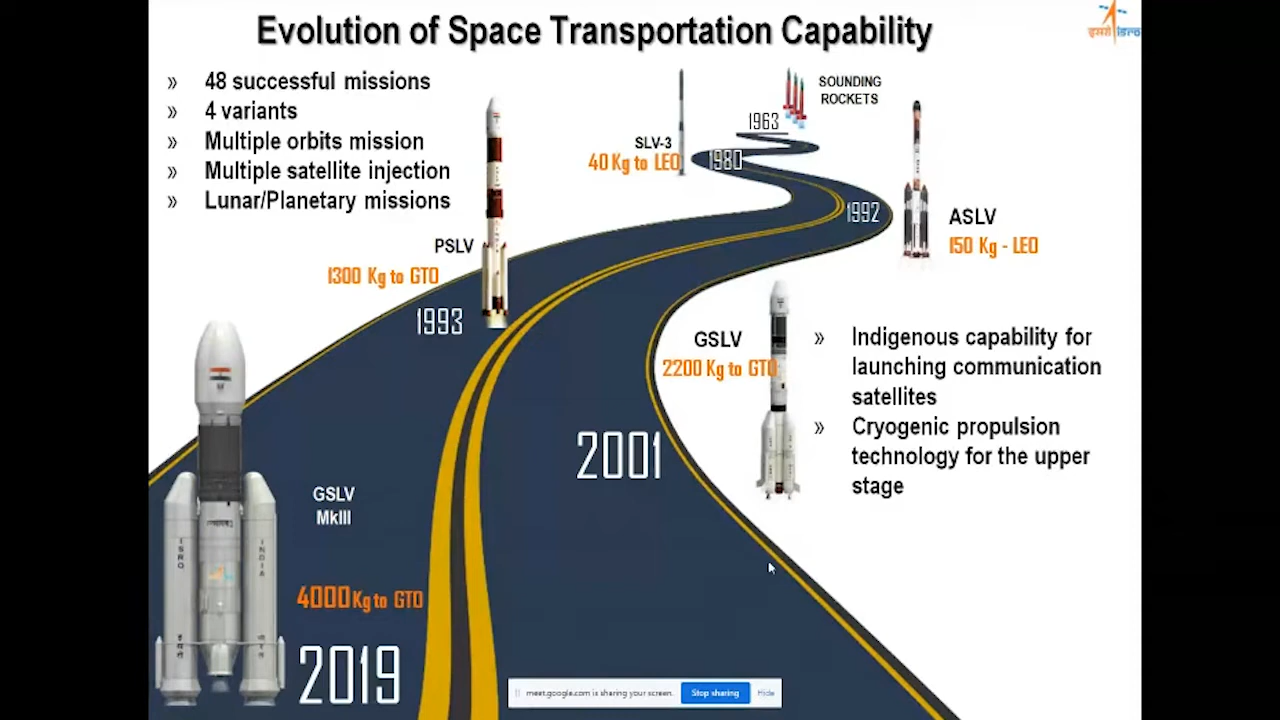 Evolution of Space Transportation Capability
इसरो isro
» 48 successful missions
» 4 variants
» Multiple orbits mission
» Multiple satellite injection
» Lunar/Planetary missions
SOUNDING
ROCKETS
1963
SLV-3
40 Kg to LEO
1980
1992
ASLV
150 Kg - LEO
PSLV
1300 Kg to GTO
1993
GSLV
2200 Kg to GTO
» Indigenous capability for
launching communication
satellites
» Cryogenic propulsion
technology for the upper
stage
2001
GSLV
MkIII
ISRO
INDIA
4000 Kg to GTO
2019
meet.google.com is sharing your screen.
Stop sharing
Hide